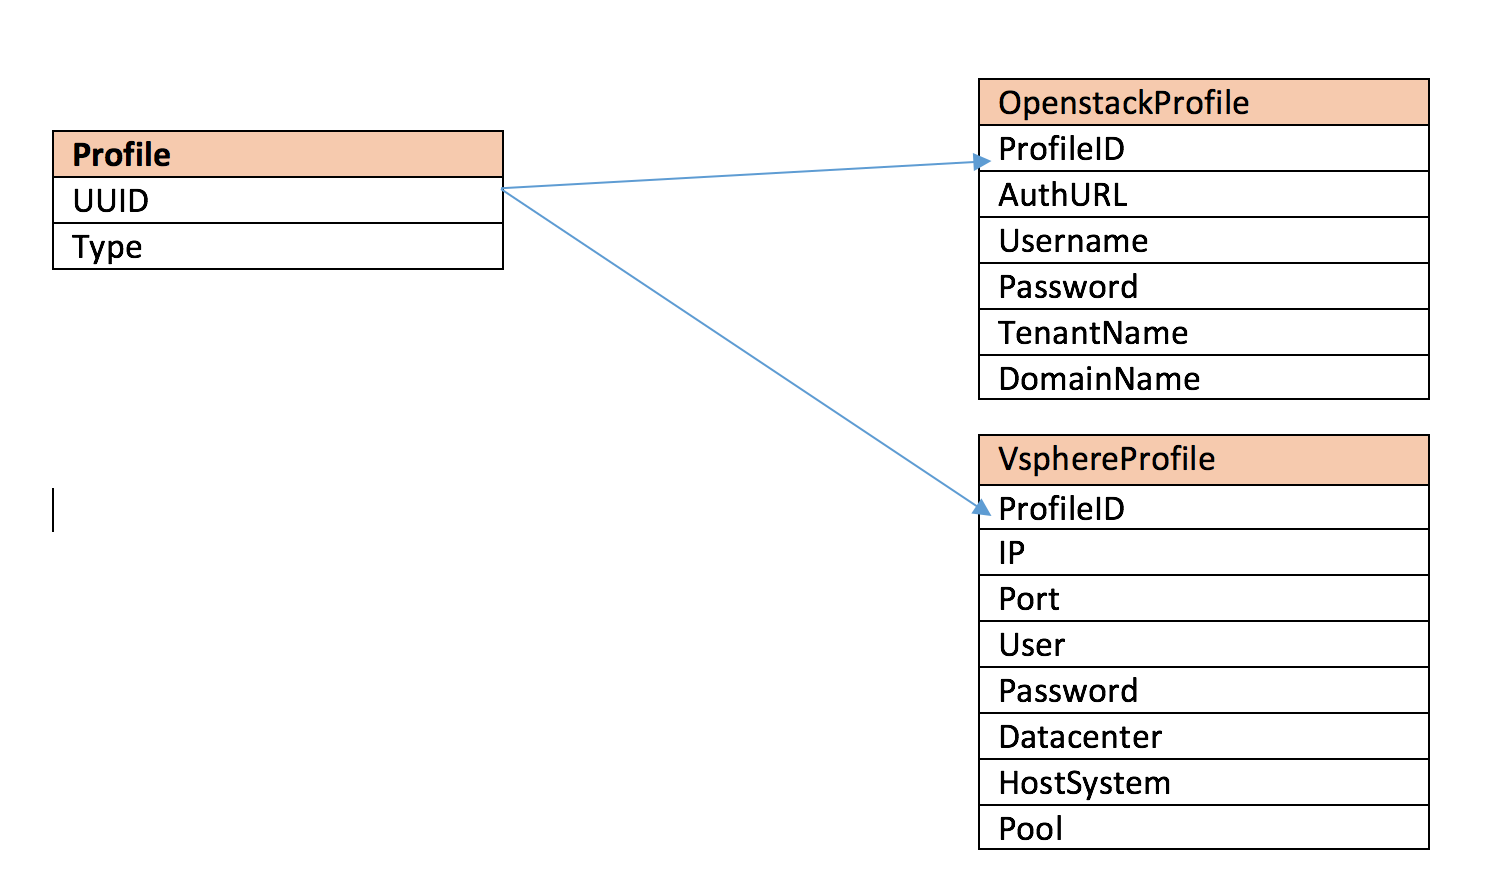 Profile
UUID
Type
OpenstackProfile
ProfileID
AuthURL
Username
Password
TenantName
DomainName
VsphereProfile
ProfileID
IP
Port
User
Password
Datacenter
HostSystem
Pool